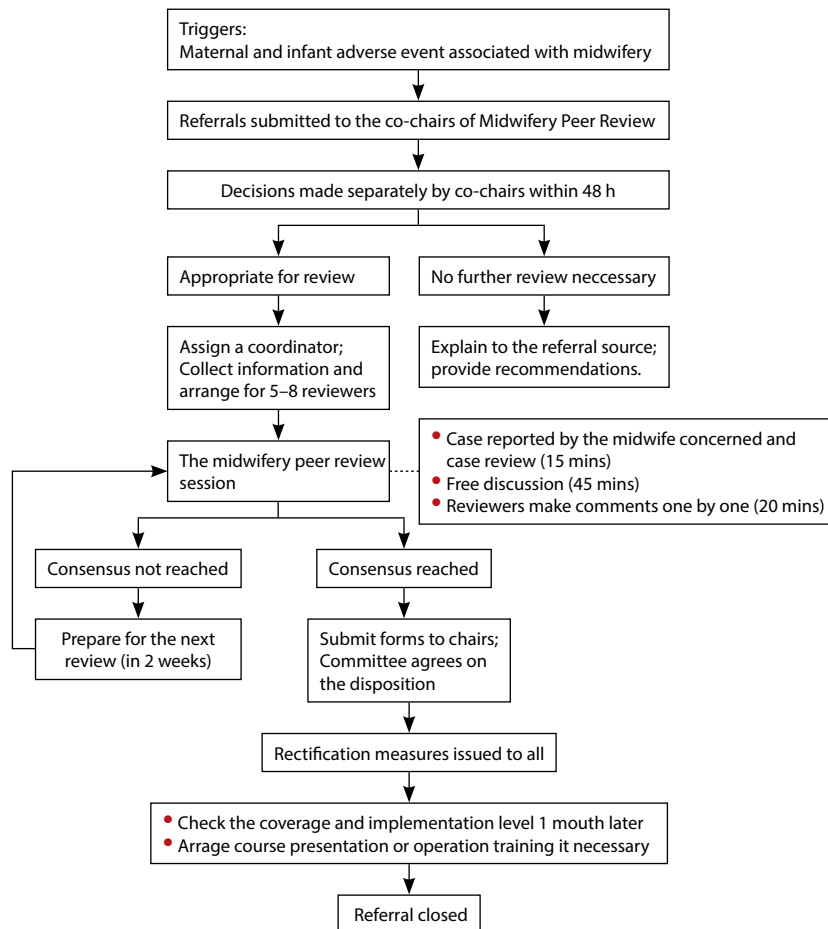 Triggers:
Maternal and infant adverse event associated with midwifery
Referrals submitted to the co-chairs of Midwifery Peer Review
Decisions made separately by co-chairs within 48 h
Appropriate for review
No further review neccessary
Assign a coordinator;
Collect information and
arrange for 5–8 reviewers
Explain to the referral source;
provide recommendations.
The midwifery peer review
session
• Case reported by the midwife concerned and
case review (15 mins)
• Free discussion (45 mins)
• Reviewers make comments one by one (20 mins)
Consensus not reached
Consensus reached
Prepare for the next
review (in 2 weeks)
Submit forms to chairs;
Committee agrees on
the disposition
Rectification measures issued to all
• Check the coverage and implementation level 1 mouth later
• Arrage course presentation or operation training it necessary
Referral closed